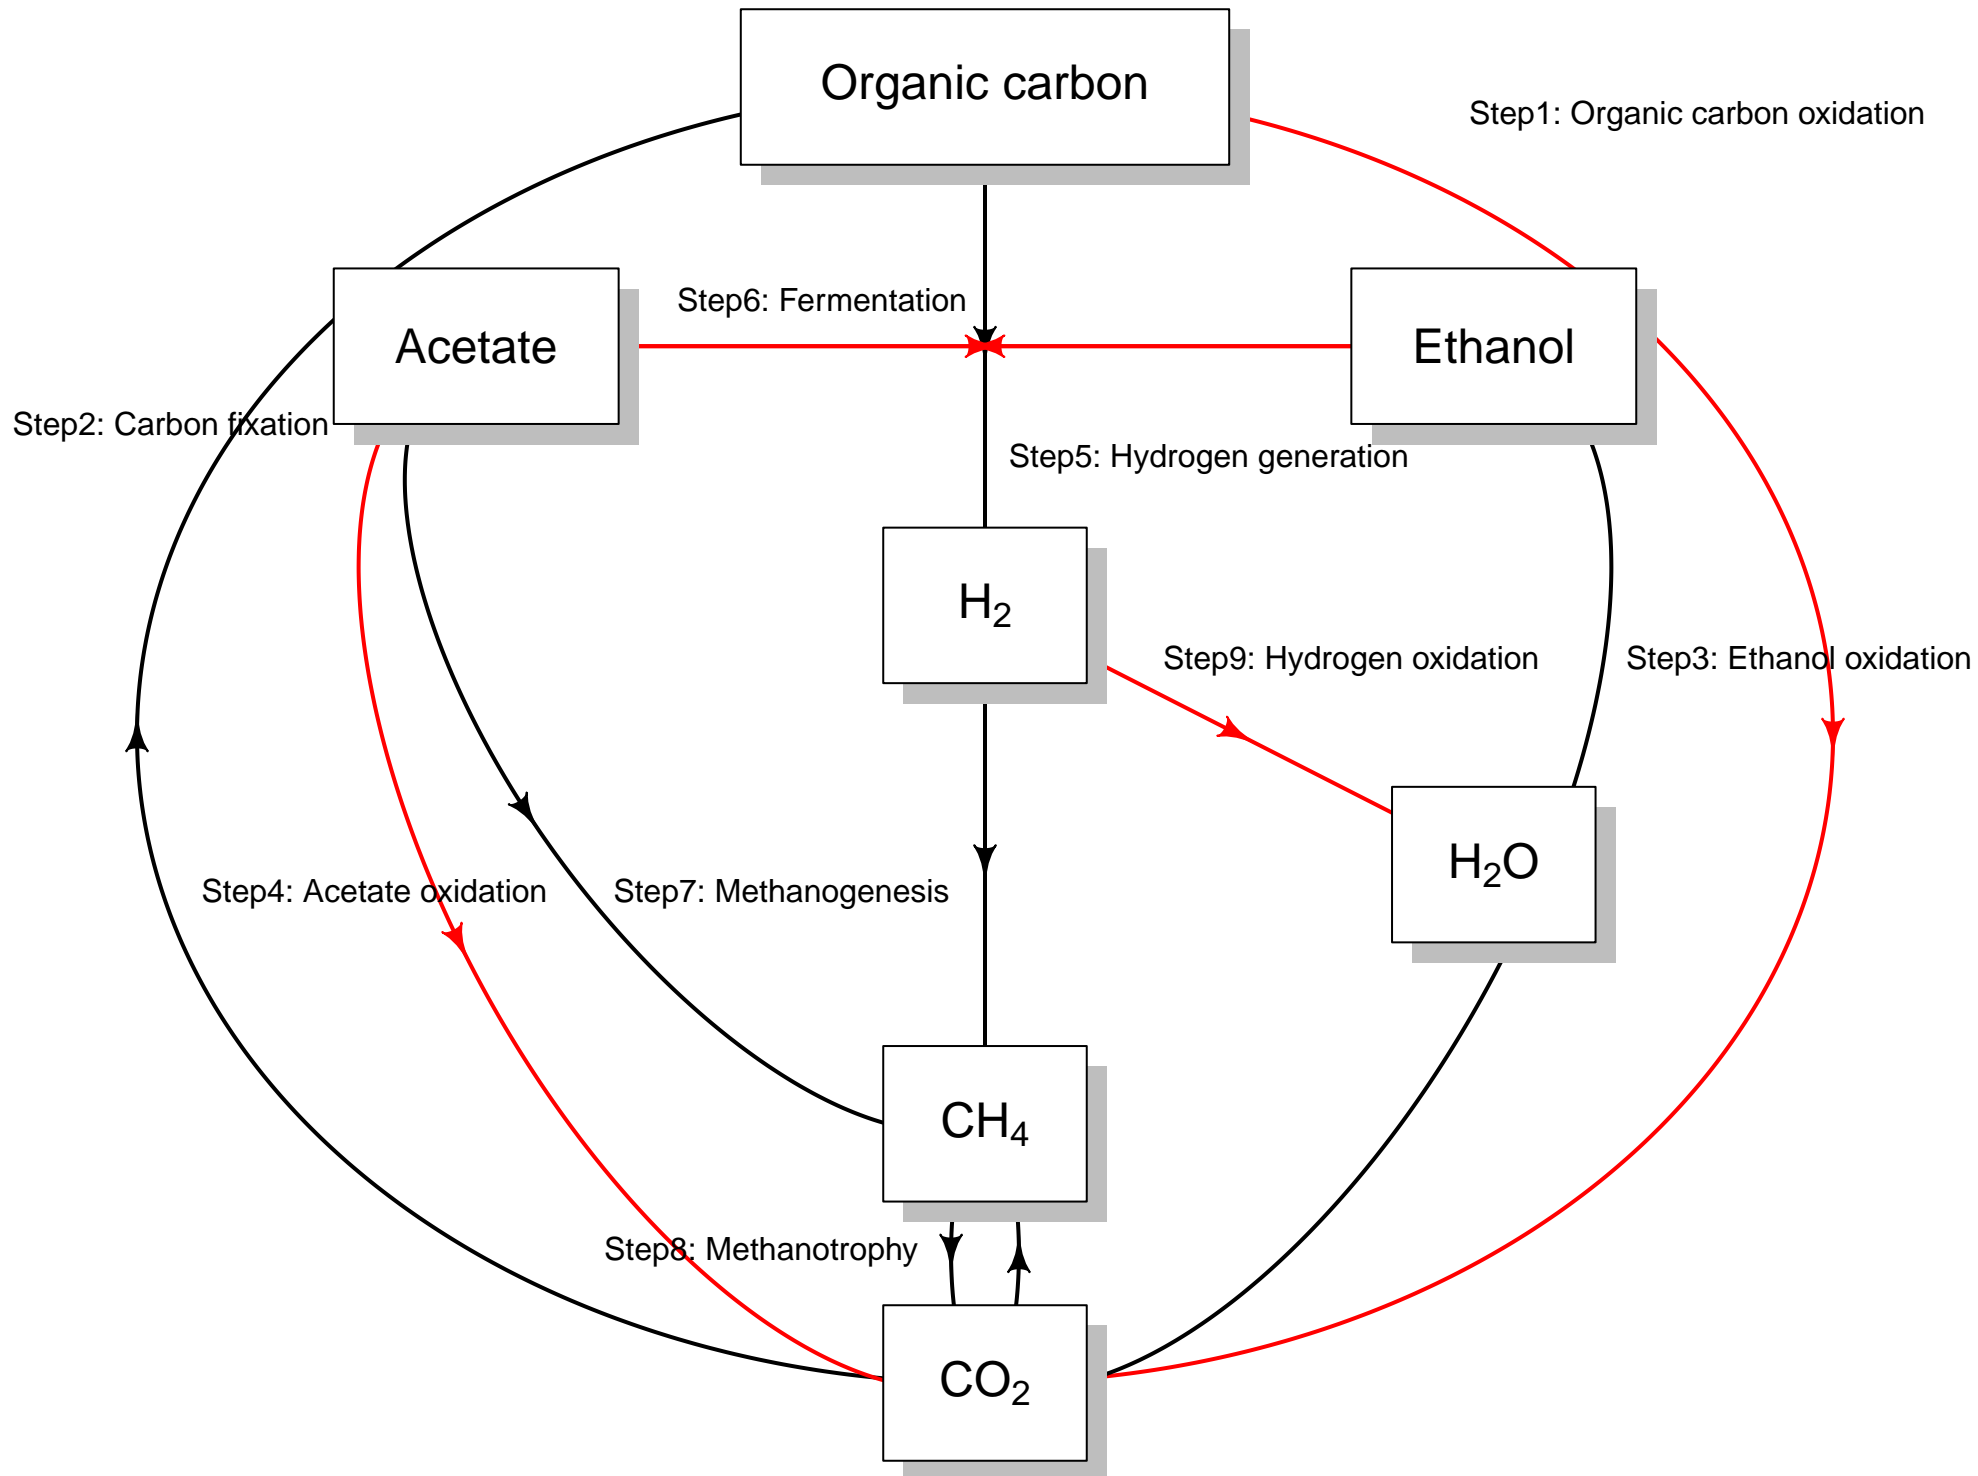 Organic carbon
Step1: Organic carbon oxidation
Step6: Fermentation
Acetate
Ethanol
Step2: Carbon fixation
Step5: Hydrogen generation
H₂
Step9: Hydrogen oxidation
Step3: Ethanol oxidation
H₂O
Step4: Acetate oxidation
Step7: Methanogenesis
CH₄
Step8: Methanotrophy
CO₂